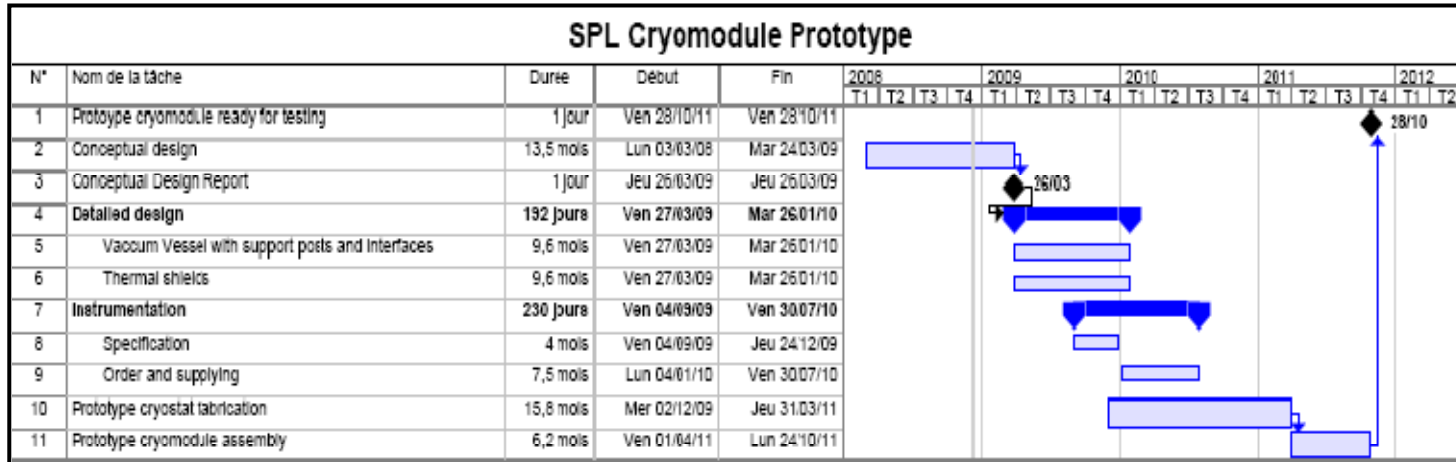 SPL Cryomodule Prototype
N° Nom de la tâche Durée Début Fin 2008 2009 2010 2011 2012
T1 T2 T3 T4 T1 T2 T3 T4 T1 T2 T3 T4 T1 T2 T3 T4 T1 T2
1 Protoype cryomodule ready for testing 1 jour Ven 28/10/11 Ven 28/10/11 28/10
2 Conceptual design 13,5 mois Lun 03/03/08 Mar 24/03/09
3 Conceptual Design Report 1 jour Jeu 26/03/09 Jeu 26/03/09 26/03
4 Detailed design 192 jours Ven 27/03/09 Mar 26/01/10
5 Vaccum Vessel with support posts and interfaces 9,6 mois Ven 27/03/09 Mar 26/01/10
6 Thermal shields 9,6 mois Ven 27/03/09 Mar 26/01/10
7 Instrumentation 230 jours Ven 04/09/09 Ven 30/07/10
8 Specification 4 mois Ven 04/09/09 Jeu 24/12/09
9 Order and supplying 7,5 mois Lun 04/01/10 Ven 30/07/10
10 Prototype cryostat fabrication 15,8 mois Mer 02/12/09 Jeu 31/03/11
11 Prototype cryomodule assembly 6,2 mois Ven 01/04/11 Lun 24/10/11